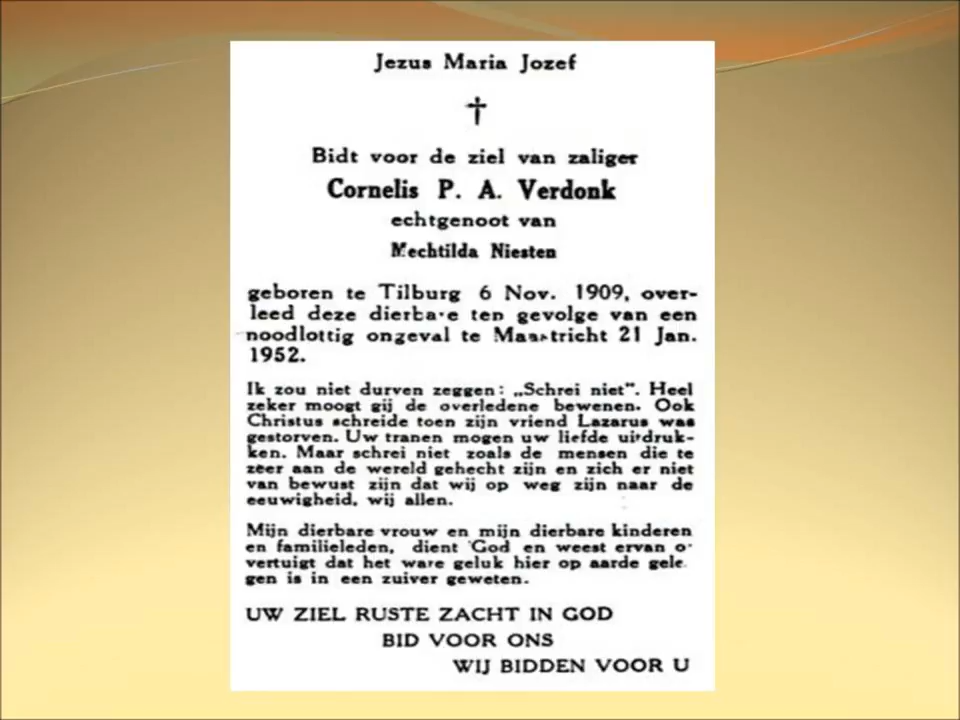 Jezus Maria Jozef
†
Bidt voor de ziel van zaliger
Cornelis P. A. Verdonk
echtgenoot van
Mechtilda Niesten
geboren te Tilburg 6 Nov. 1909, over-
leed deze dierbare ten gevolge van een
noodlottig ongeval te Maastricht 21 Jan.
1952.
Ik zou niet durven zeggen: „Schrei niet”. Heel
zeker moogt gij de overledene bewenen. Ook
Christus schreide toen zijn vriend Lazarus was
gestorven. Uw tranen mogen uw liefde uitdruk-
ken. Maar schrei niet zoals de mensen die te
zeer aan de wereld gehecht zijn en zich er niet
van bewust zijn dat wij op weg zijn naar de
eeuwigheid, wij allen.
Mijn dierbare vrouw en mijn dierbare kinderen
en familieleden, dient God en weest ervan o-
vertuigt dat het ware geluk hier op aarde gele-
gen is in een zuiver geweten.
UW ZIEL RUSTE ZACHT IN GOD
BID VOOR ONS
WIJ BIDDEN VOOR U